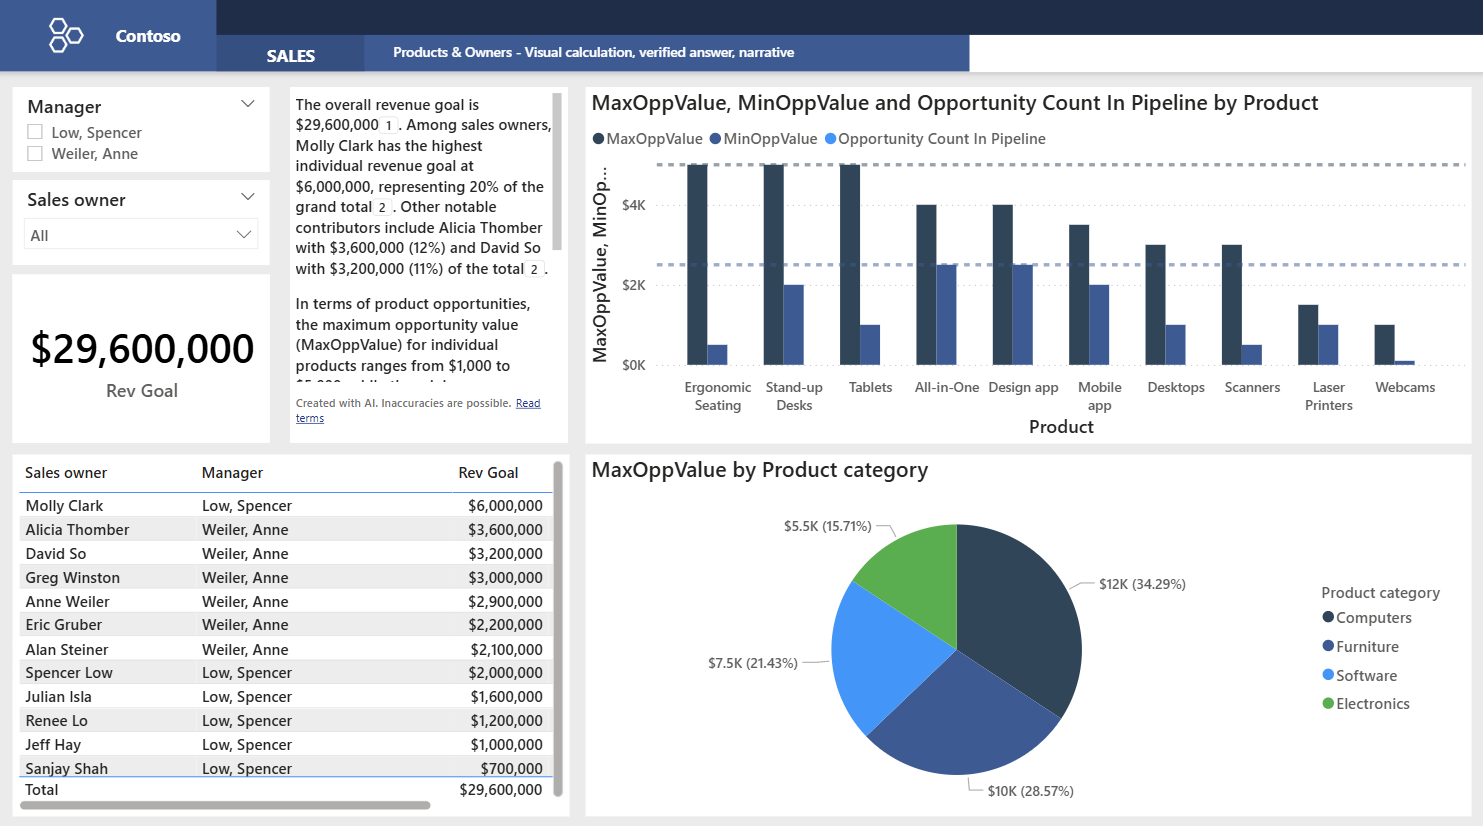 Contoso
SALES
Products & Owners - Visual calculation, verified answer, narrative
Manager
Low, Spencer
Weiler, Anne
Sales owner
All
$29,600,000
Rev Goal
The overall revenue goal is
$29,600,000 1 . Among sales owners,
Molly Clark has the highest
individual revenue goal at
$6,000,000, representing 20% of the
grand total 2 . Other notable
contributors include Alicia Thomber
with $3,600,000 (12%) and David So
with $3,200,000 (11%) of the total 2 .
In terms of product opportunities,
the maximum opportunity value
(MaxOppValue) for individual
products ranges from $1,000 to
Created with AI. Inaccuracies are possible. Read
terms
MaxOppValue, MinOppValue and Opportunity Count In Pipeline by Product
MaxOppValue MinOppValue Opportunity Count In Pipeline
MaxOppValue, MinOp...
$4K
$2K
$0K
Ergonomic Seating
Stand-up Desks
Tablets
All-in-One
Design app
Mobile app
Desktops
Scanners
Laser Printers
Webcams
Product
Sales owner Manager Rev Goal
Molly Clark Low, Spencer $6,000,000
Alicia Thomber Weiler, Anne $3,600,000
David So Weiler, Anne $3,200,000
Greg Winston Weiler, Anne $3,000,000
Anne Weiler Weiler, Anne $2,900,000
Eric Gruber Weiler, Anne $2,200,000
Alan Steiner Weiler, Anne $2,100,000
Spencer Low Low, Spencer $2,000,000
Julian Isla Low, Spencer $1,600,000
Renee Lo Low, Spencer $1,200,000
Jeff Hay Low, Spencer $1,000,000
Sanjay Shah Low, Spencer $700,000
Total $29,600,000
MaxOppValue by Product category
$5.5K (15.71%)
$12K (34.29%)
$7.5K (21.43%)
$10K (28.57%)
Product category
Computers
Furniture
Software
Electronics